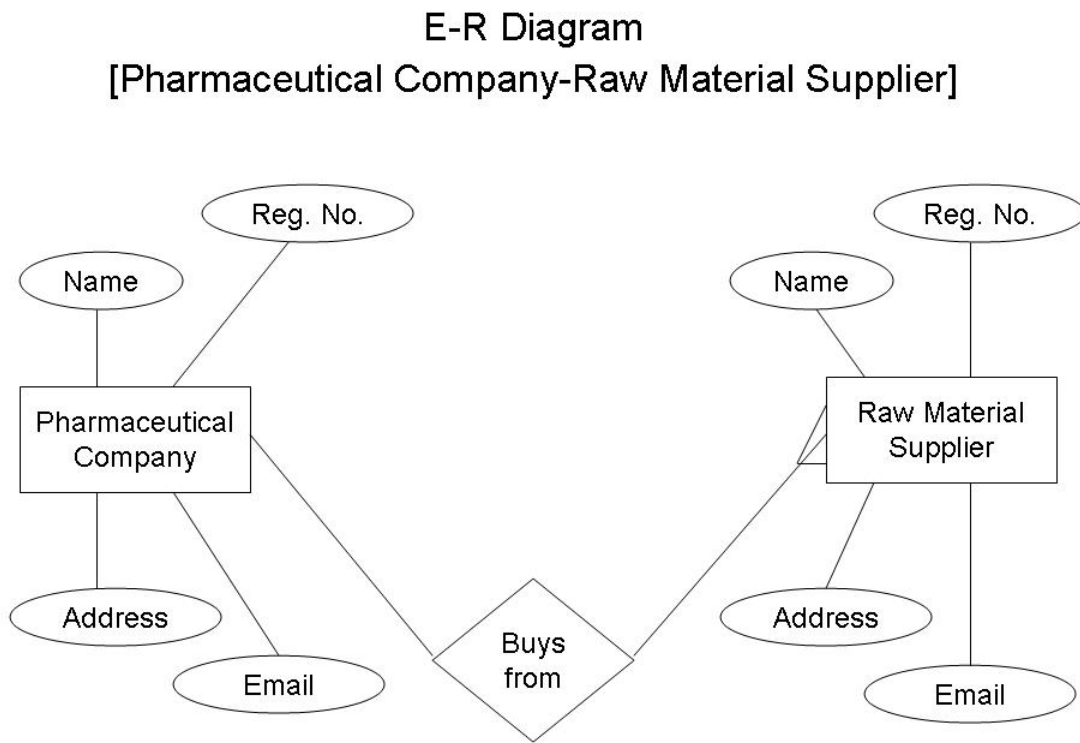 E-R Diagram
[Pharmaceutical Company-Raw Material Supplier]
Reg. No.
Name
Pharmaceutical
Company
Address
Email
Buys
from
Reg. No.
Name
Raw Material
Supplier
Address
Email